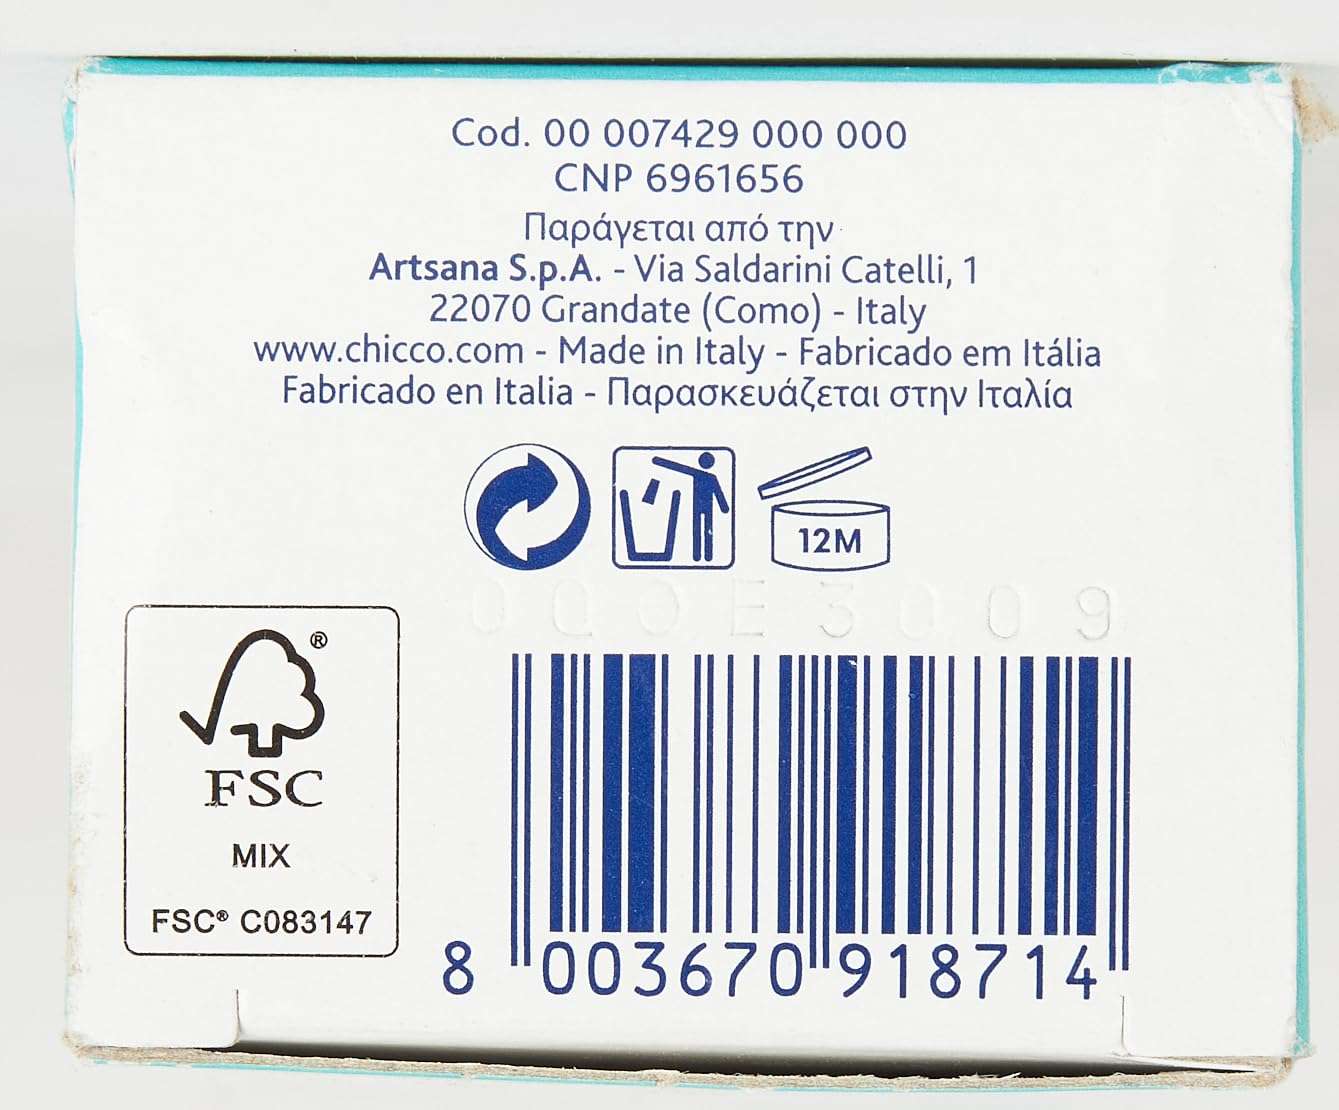 Cod. 00 007429 000 000
CNP 6961656
Παράγεται από την
Artsana S.p.A. - Via Saldarini Catelli, 1
22070 Grandate (Como) - Italy
www.chicco.com - Made in Italy - Fabricado em Itália
Fabricado en Italia - Παρασκευάζεται στην Ιταλία
12M
®
FSC
MIX
FSC® C083147
8 003670 918714